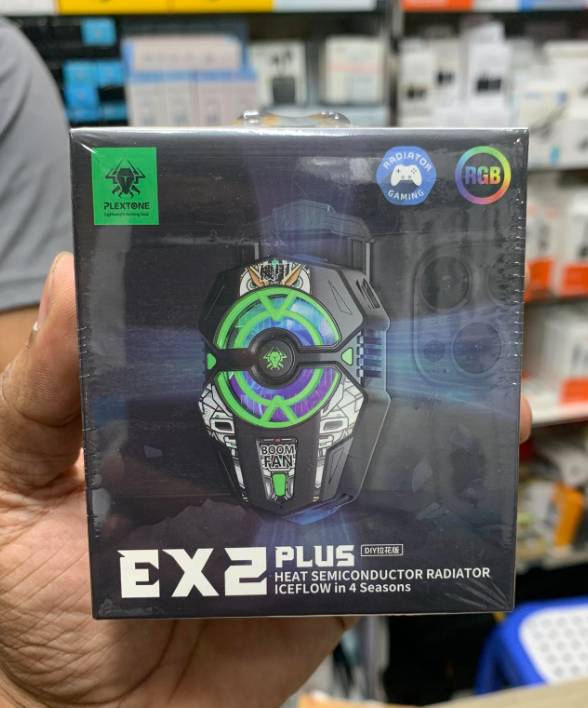 PLEXTONE
RADIATOR
GAMING
RGB
BOOM
FAN
EX2 PLUS DIY拉花版
HEAT SEMICONDUCTOR RADIATOR
ICEFLOW in 4 Seasons